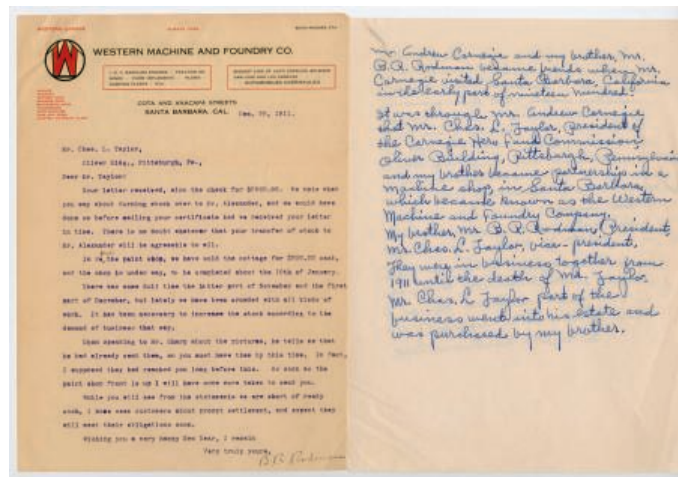 WESTERN MACHINE AND FOUNDRY CO.
COTA AND ANACAPA STREETS
SANTA BARBARA, CAL. Dec. 30, 1911.
Mr. Chas. L. Taylor,
Oliver Bldg., Pittsburgh, Pa.,
Dear Mr. Taylor:
Your letter received, also the check for We note what
you say about turning stock over to Mr. Alexander, and we would have
done so before mailing your certificate had we received your letter
in time. There is no doubt whatever that your transfer of stock to
Mr. Alexander will be agreeable to all.
In re, the paint shop, we have sold the cottage for cash,
and the shop is under way, to be completed about the 15th of January.
There was some dull time the latter part of November and the first
part of December, but lately we have been crowded with all kinds of
work. It has been necessary to increase the stock according to the
demand of business that way.
Upon speaking to Mr. about the pictures, he tells me that
he had already sent them, so you must have them by this time. In fact,
I supposed they had reached you long before this. As soon as the
paint shop front is up I will have some more taken to send you.
While you will see from the statements we are short of ready
cash, I have seen customers about prompt settlement, and expect they
will meet their obligations soon.
Wishing you a very happy New Year, I remain
Very truly yours,
B.R. Rodman
Mr. Andrew Carnegie and my brother, Mr.
B.R. Rodman became friends when Mr.
Carnegie visited Santa Barbara, California
in the early part of nineteen hundred.
It was through Mr. Andrew Carnegie
that Mr. Chas. L. Taylor, President of
the Carnegie Hero Fund Commission
Oliver Building, Pittsburgh, Pennsylvania
and my brother became partnership in a
machine shop in Santa Barbara
which became known as the Western
Machine and Foundry Company.
My brother, Mr B. R. Rodman, President,
Mr. Chas. L. Taylor, vice-president.
They were in business together from
1911 until the death of Mr. Taylor.
Mr Chas. L Taylor part of the
business went into his estate and
was purchased by my brother.